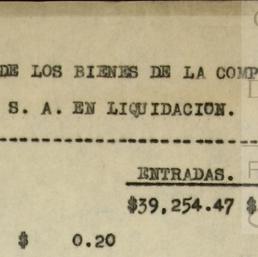 DE LOS BIENES DE LA COMP
S. A. EN LIQUIDACION.
ENTRADAS.
$39,254.47 $
$ 0.20